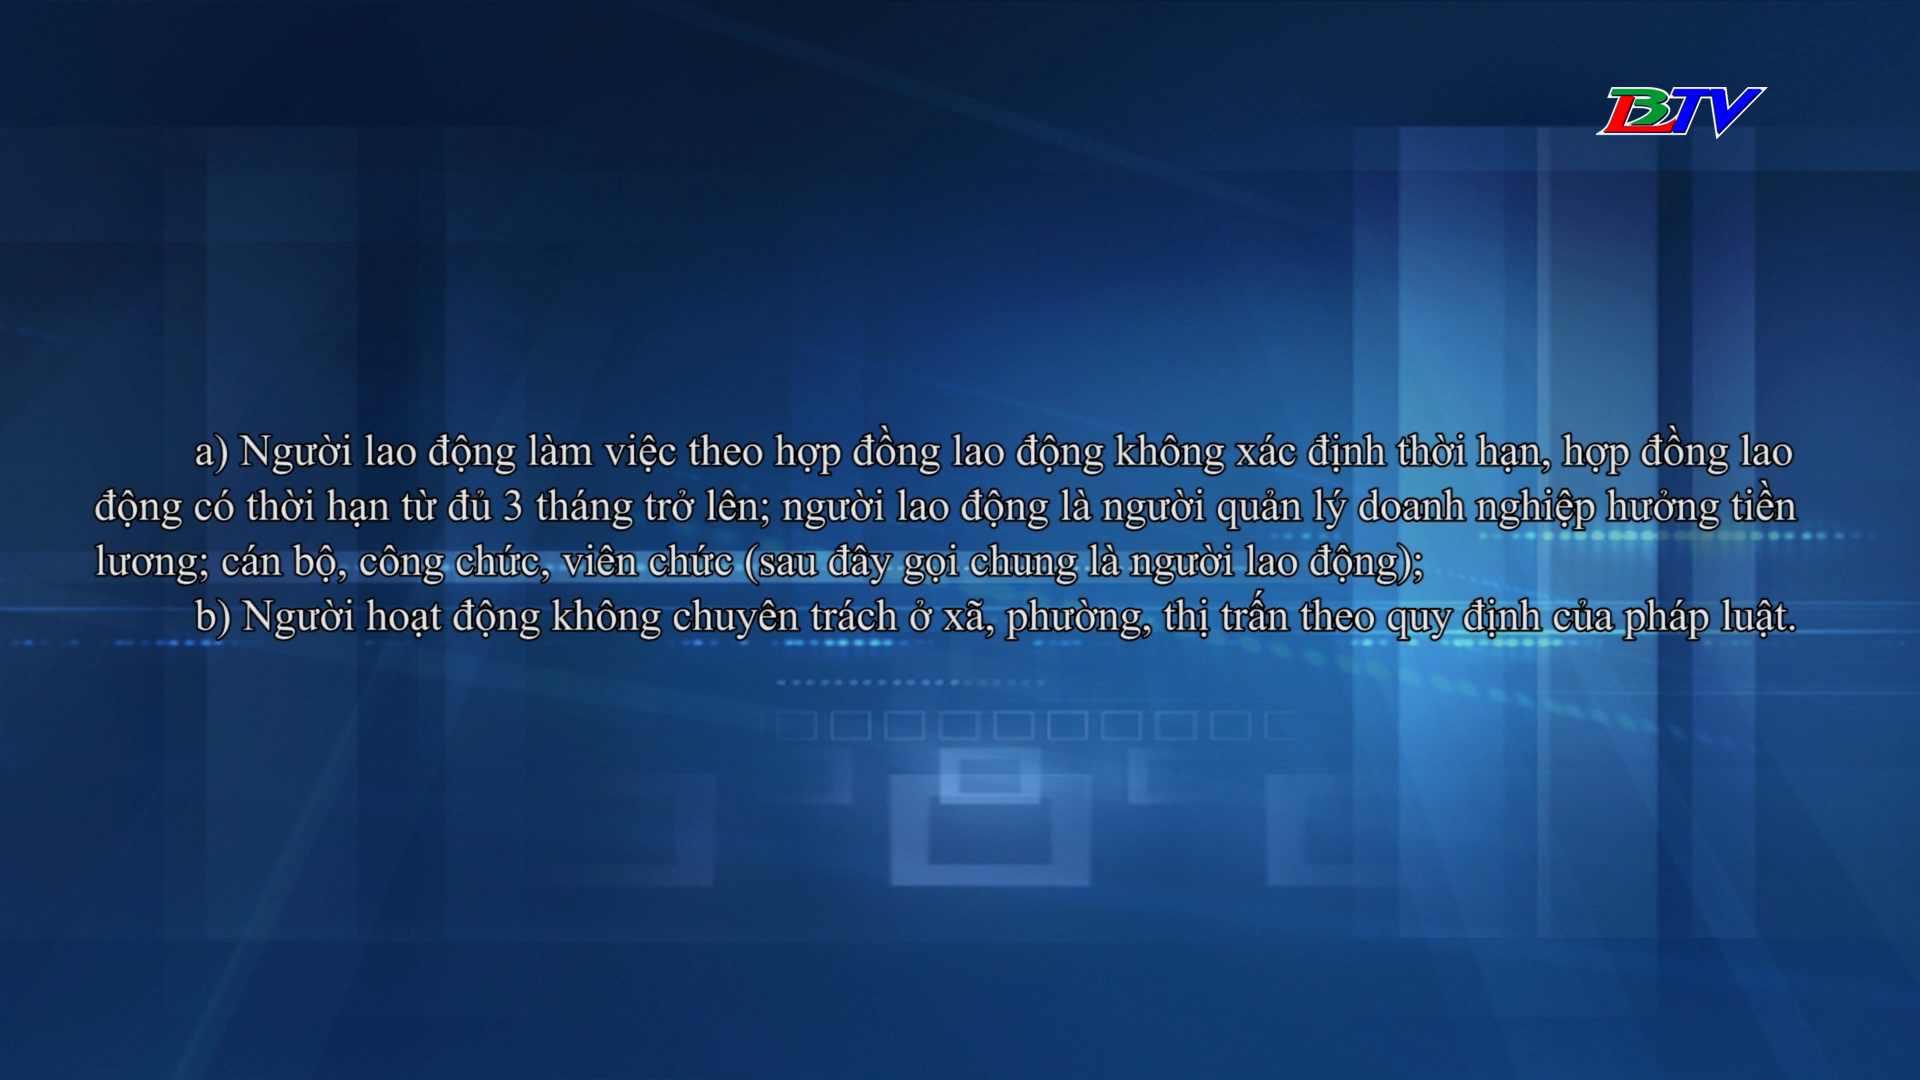 BTV
a) Người lao động làm việc theo hợp đồng lao động không xác định thời hạn, hợp đồng lao
động có thời hạn từ đủ 3 tháng trở lên; người lao động là người quản lý doanh nghiệp hưởng tiền
lương; cán bộ, công chức, viên chức (sau đây gọi chung là người lao động);
b) Người hoạt động không chuyên trách ở xã, phường, thị trấn theo quy định của pháp luật.